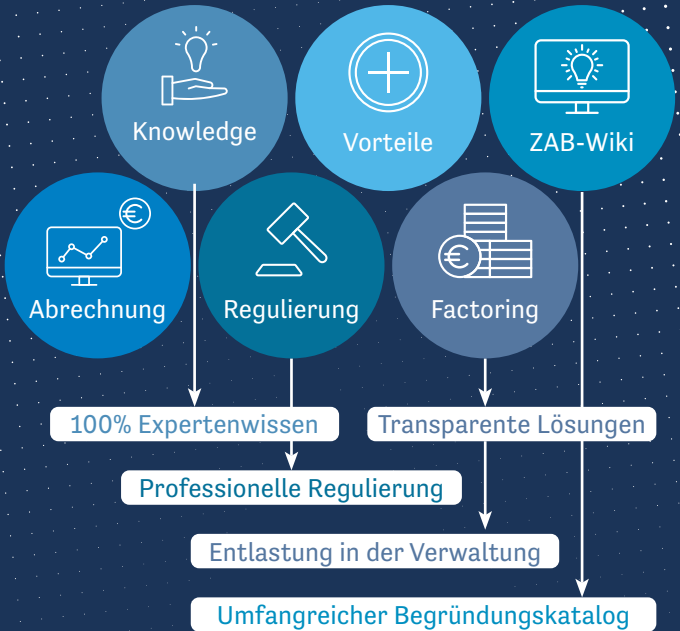 Knowledge
Vorteile
ZAB-Wiki
€
Abrechnung
Regulierung
€
Factoring
100% Expertenwissen
Transparente Lösungen
Professionelle Regulierung
Entlastung in der Verwaltung
Umfangreicher Begründungskatalog